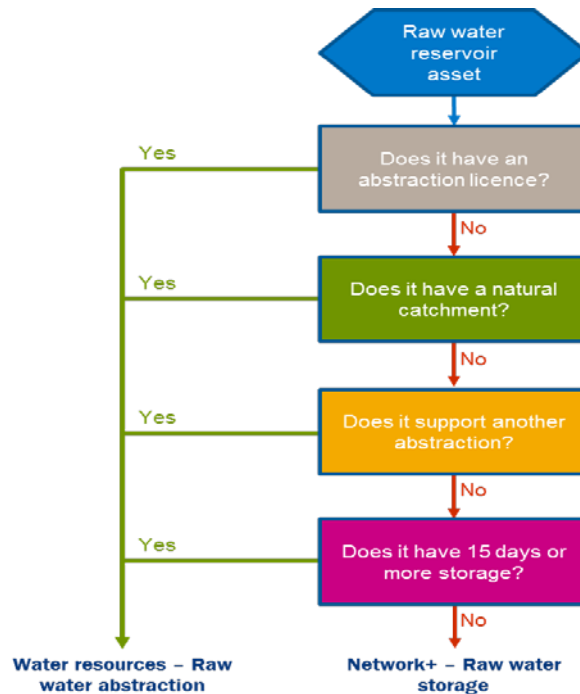 Raw water
reservoir
asset
Yes
Does it have an
abstraction licence?
No
Yes
Does it have a natural
catchment?
No
Yes
Does it support another
abstraction?
No
Yes
Does it have 15 days or
more storage?
No
Water resources – Raw
water abstraction
Network+ – Raw water
storage